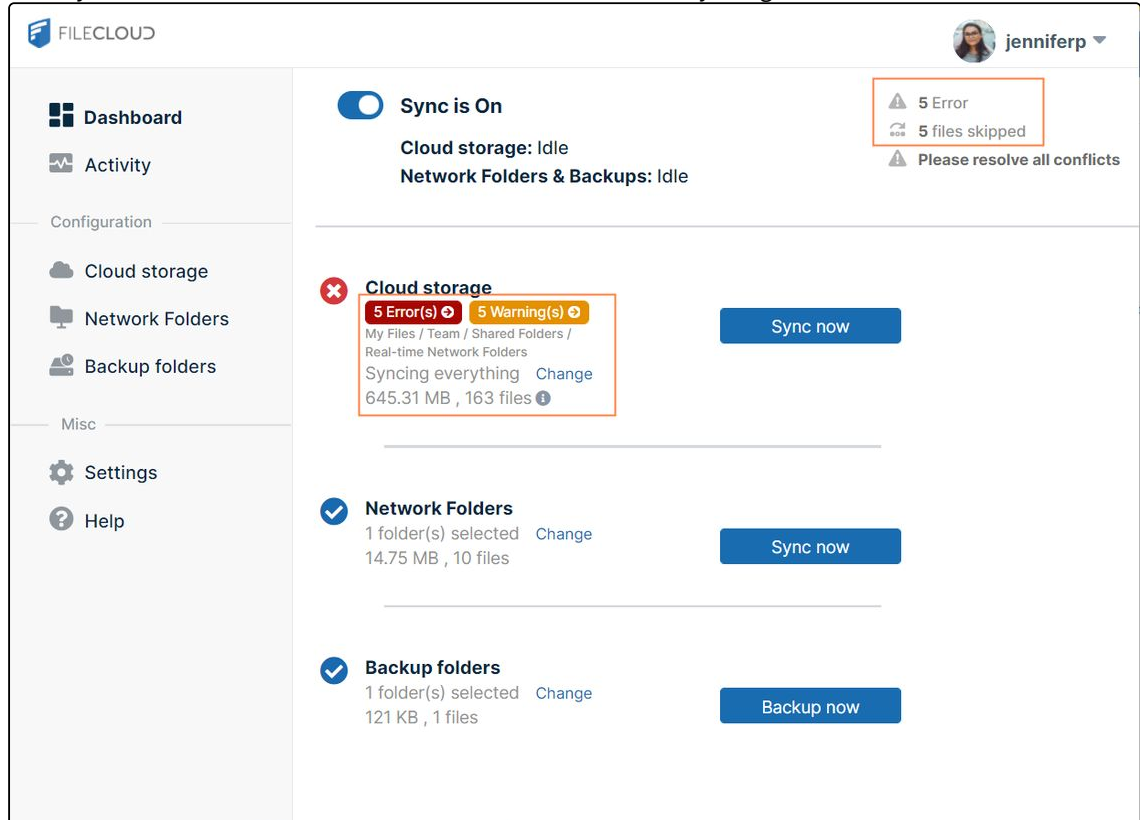 FILECLOUD
jenniferp
Dashboard
Activity
Configuration
Cloud storage
Network Folders
Backup folders
Misc
Settings
Help
Sync is On
Cloud storage: Idle
Network Folders & Backups: Idle
5 Error
5 files skipped
Please resolve all conflicts
Cloud storage
5 Error(s) 5 Warning(s)
My Files / Team / Shared Folders /
Real-time Network Folders
Syncing everything Change
645.31 MB , 163 files
Sync now
Network Folders
1 folder(s) selected Change
14.75 MB , 10 files
Sync now
Backup folders
1 folder(s) selected Change
121 KB , 1 files
Backup now